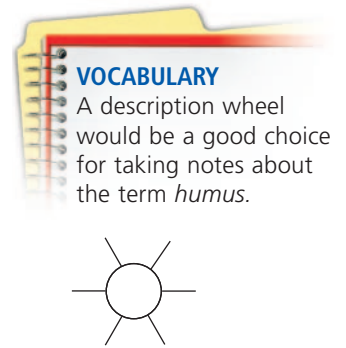 VOCABULARY
A description wheel
would be a good choice
for taking notes about
the term humus.